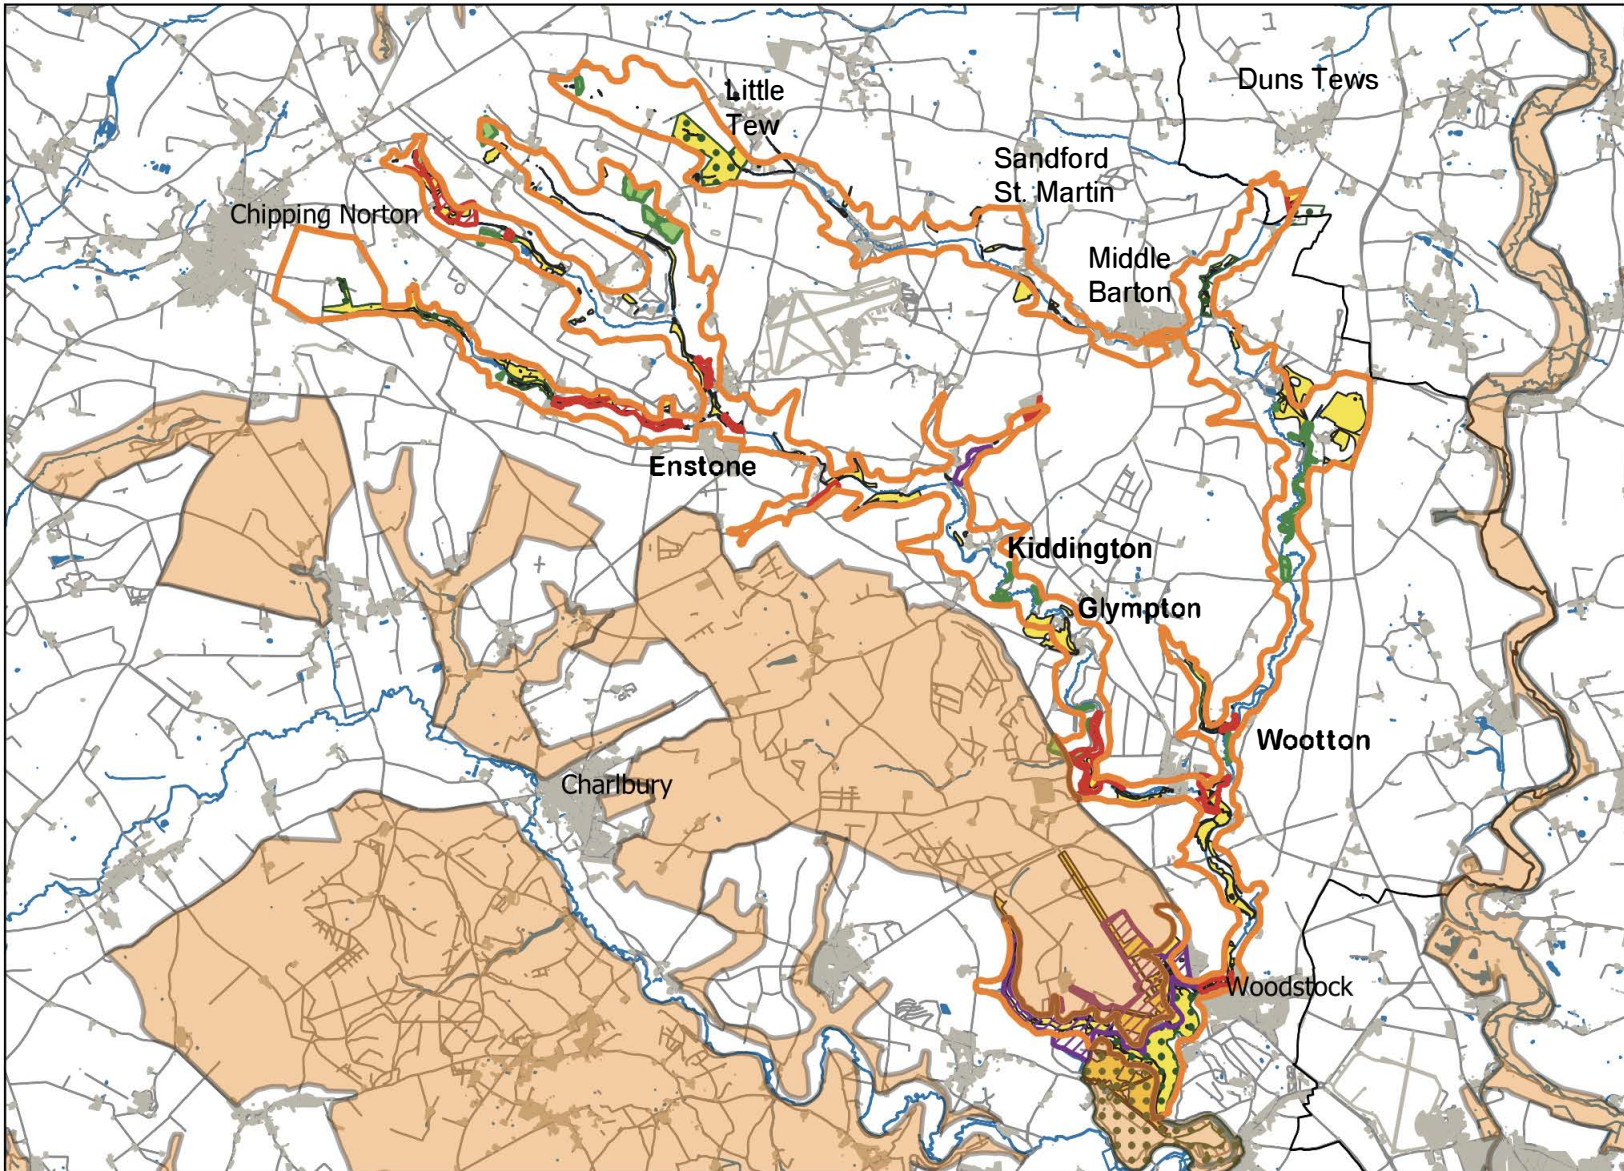 Duns Tews
Little
Tew
Sandford
St. Martin
Chipping Norton
Middle
Barton
Enstone
Kiddington
Glympton
Wootton
Charlbury
Woodstock